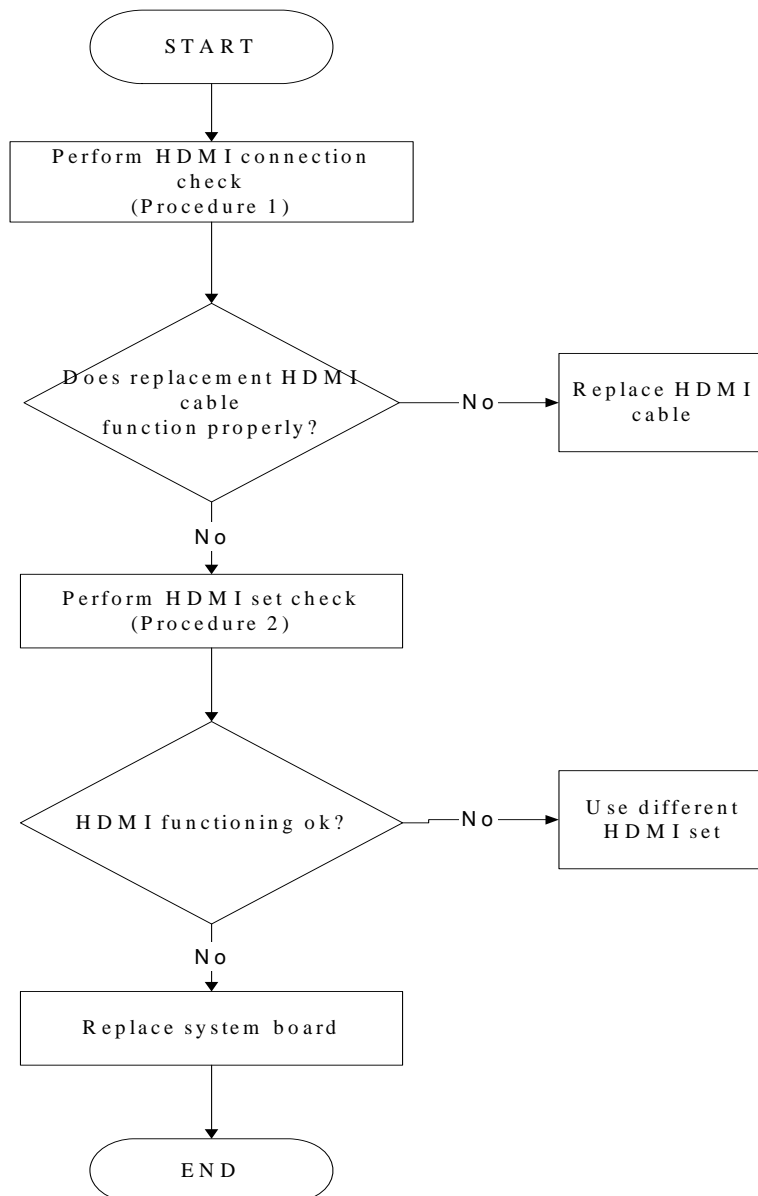 START
Perform HDMI connection
check
(Procedure 1)
Does replacement HDMI
cable
function properly?
No
Replace HDMI
cable
No
Perform HDMI set check
(Procedure 2)
HDMI functioning ok?
No
Use different
HDMI set
No
Replace system board
END